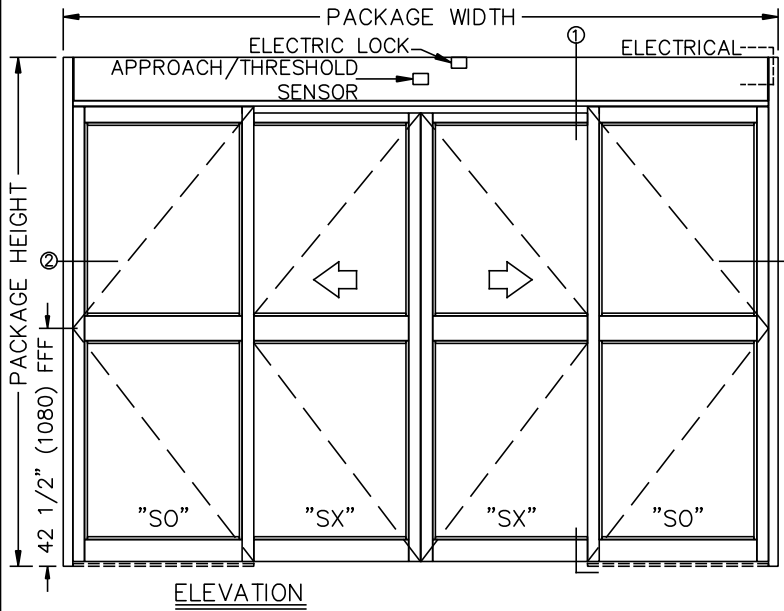 PACKAGE WIDTH
ELECTRIC LOCK
①
ELECTRICAL
APPROACH/THRESHOLD
SENSOR
PACKAGE HEIGHT
②
42 1/2" (1080) FFF
"SO"
"SX"
"SX"
"SO"
ELEVATION